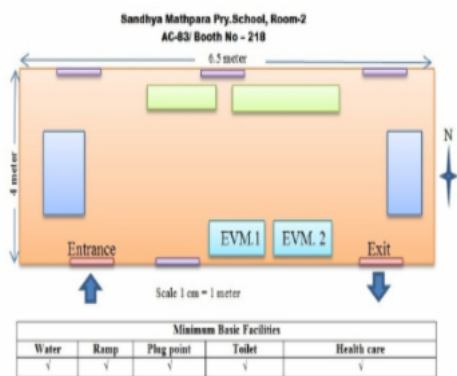 Sandhya Mathpara Pry.School, Room-2
AC-83/ Booth No – 218
6.5 meter
4 meter
N
EVM.1
EVM. 2
Entrance
Exit
Scale 1 cm = 1 meter
Minimum Basic Facilities
Water Ramp Plug point Toilet Health care
√ √ √ √ √